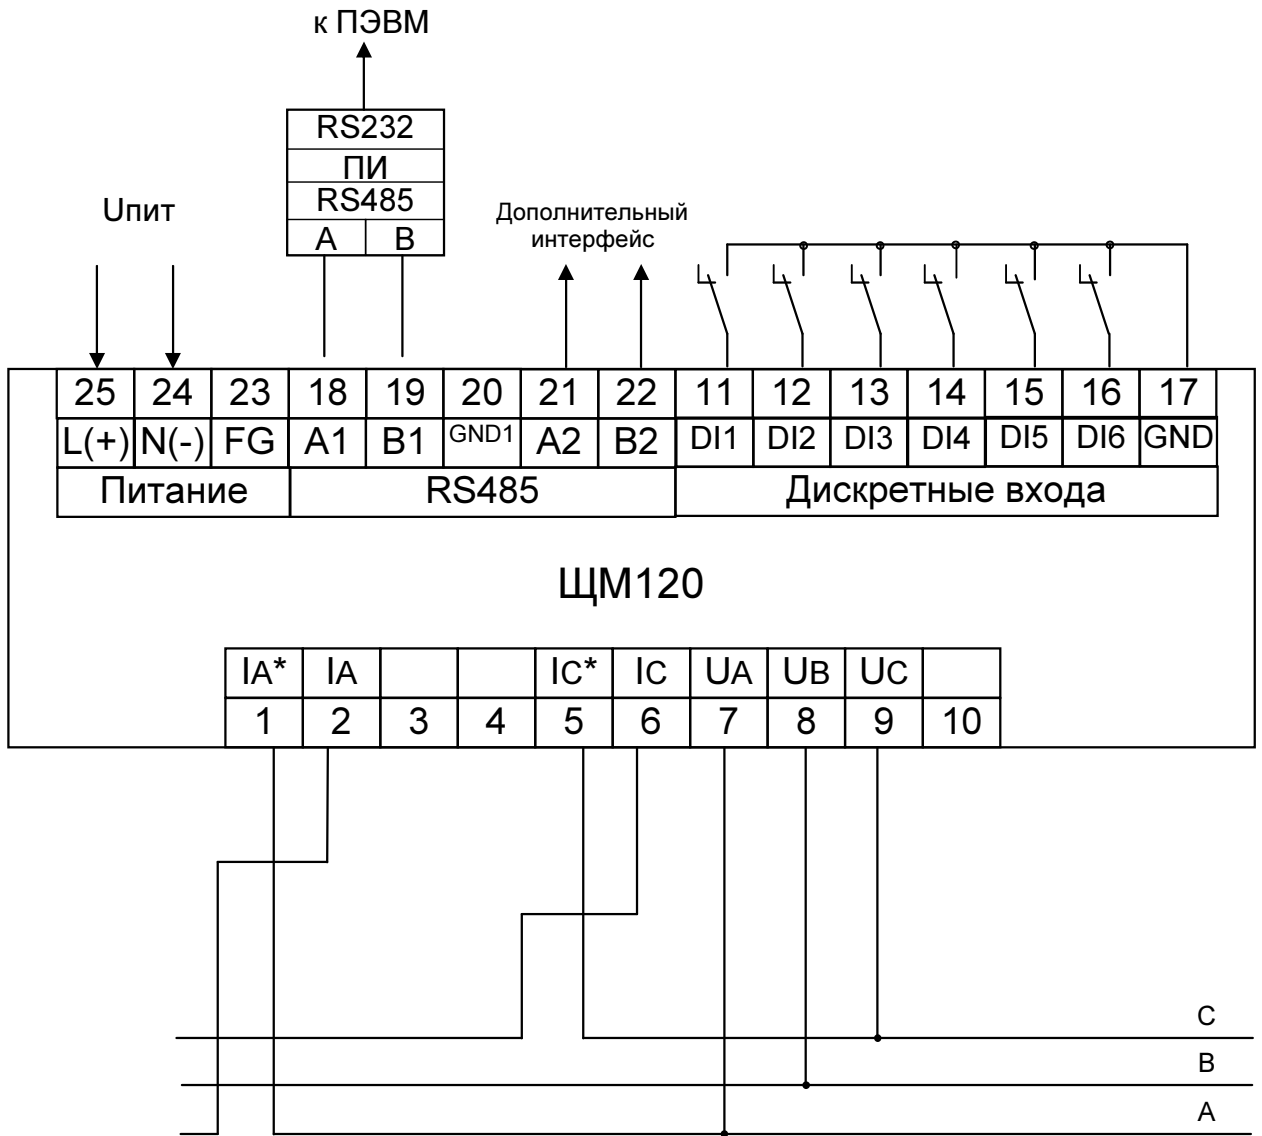 к ПЭВМ
RS232
ПИ
RS485
A B
Uпит
Дополнительный
интерфейс
25 24 23 18 19 20 21 22 11 12 13 14 15 16 17
L(+) N(-) FG A1 B1 GND1 A2 B2 DI1 DI2 DI3 DI4 DI5 DI6 GND
Питание RS485 Дискретные входа
ЩМ120
IA* IA IC* IC UA UB UC
1 2 3 4 5 6 7 8 9 10
C
B
A